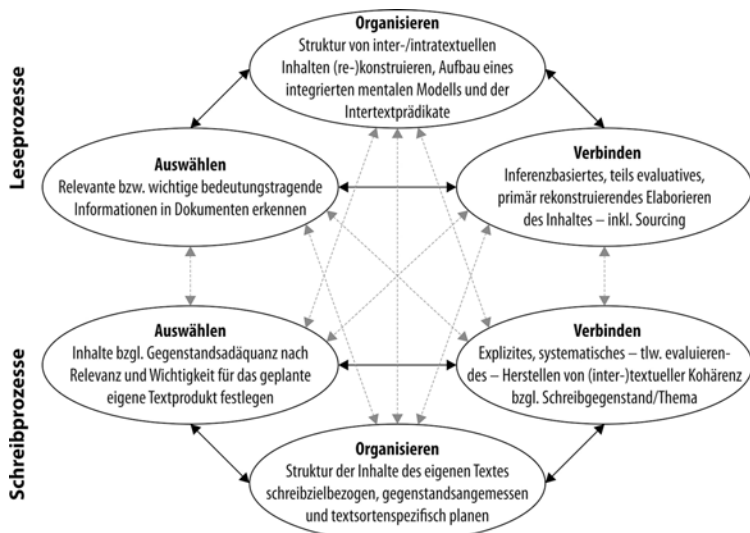 Leseprozesse
Organisieren
Struktur von inter-/intratextuellen
Inhalten (re-)konstruieren, Aufbau eines
integrierten mentalen Modells und der
Intertextprädikate
Auswählen
Relevante bzw. wichtige bedeutungstragende
Informationen in Dokumenten erkennen
Verbinden
Inferenzbasiertes, teils evaluatives,
primär rekonstruierendes Elaborieren
des Inhaltes – inkl. Sourcing
Schreibprozesse
Auswählen
Inhalte bzgl. Gegenstandsadäquanz nach
Relevanz und Wichtigkeit für das geplante
eigene Textprodukt festlegen
Verbinden
Explizites, systematisches – tlw. evaluieren-
des – Herstellen von (inter-)textueller Kohärenz
bzgl. Schreibgegenstand/Thema
Organisieren
Struktur der Inhalte des eigenen Textes
schreibzielbezogen, gegenstandsangemessen
und textsortenspezifisch planen